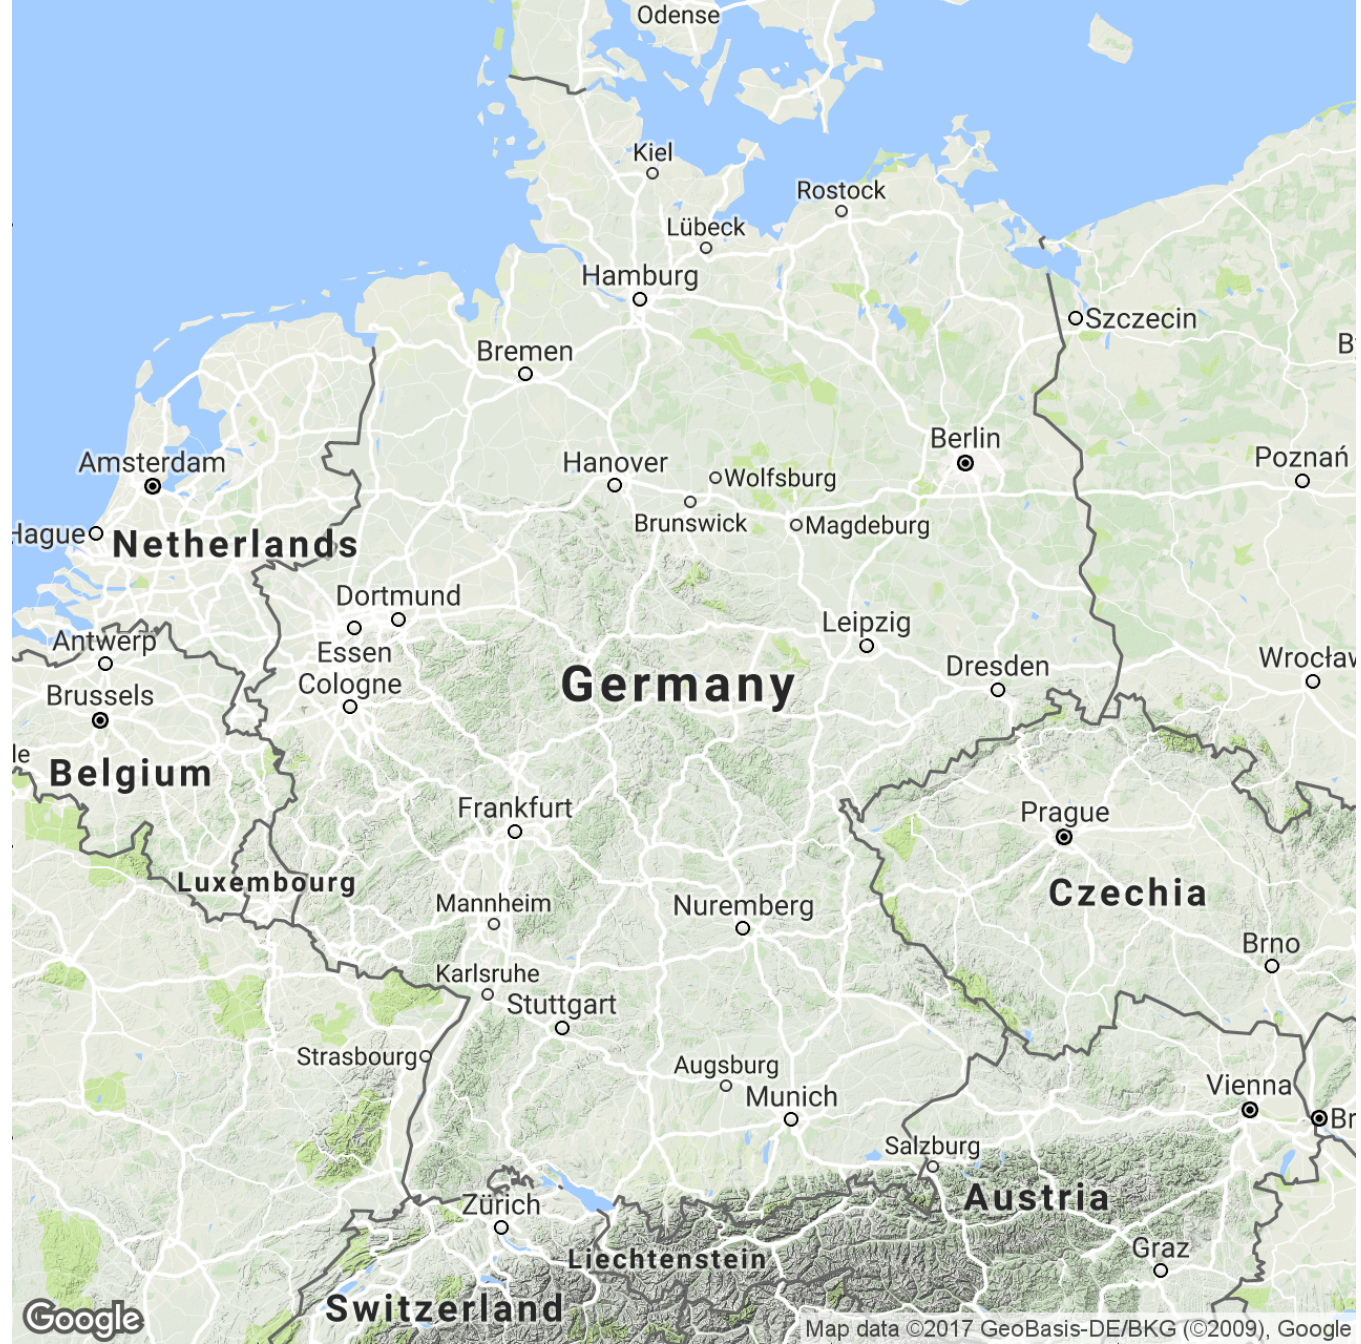 Odense
Kiel
Rostock
Lübeck
Hamburg
Szczecin
Bremen
Berlin
Amsterdam
Hanover
Wolfsburg
Poznań
Brunswick
Magdeburg
Hague
Netherlands
Dortmund
Leipzig
Antwerp
Essen
Dresden
Wrocław
Cologne
Germany
Brussels
Belgium
Frankfurt
Prague
Luxembourg
Czechia
Mannheim
Nuremberg
Brno
Karlsruhe
Stuttgart
Strasbourg
Augsburg
Vienna
Munich
Br
Salzburg
Austria
Zürich
Graz
Liechtenstein
Switzerland
Google
Map data ©2017 GeoBasis-DE/BKG (©2009), Google